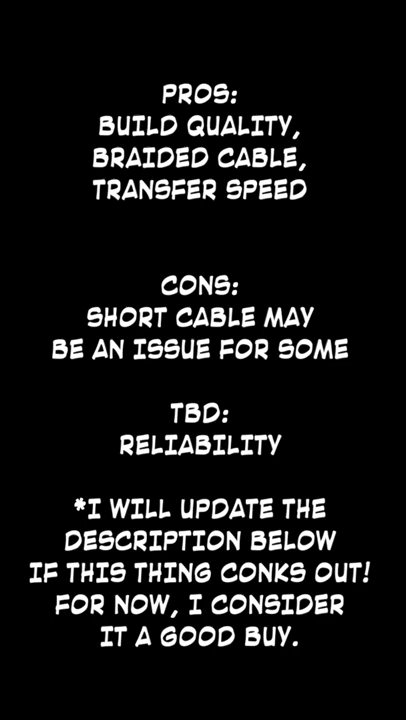 PROS:
BUILD QUALITY,
BRAIDED CABLE,
TRANSFER SPEED
CONS:
SHORT CABLE MAY
BE AN ISSUE FOR SOME
TBD:
RELIABILITY
*I WILL UPDATE THE
DESCRIPTION BELOW
IF THIS THING CONKS OUT!
FOR NOW, I CONSIDER
IT A GOOD BUY.